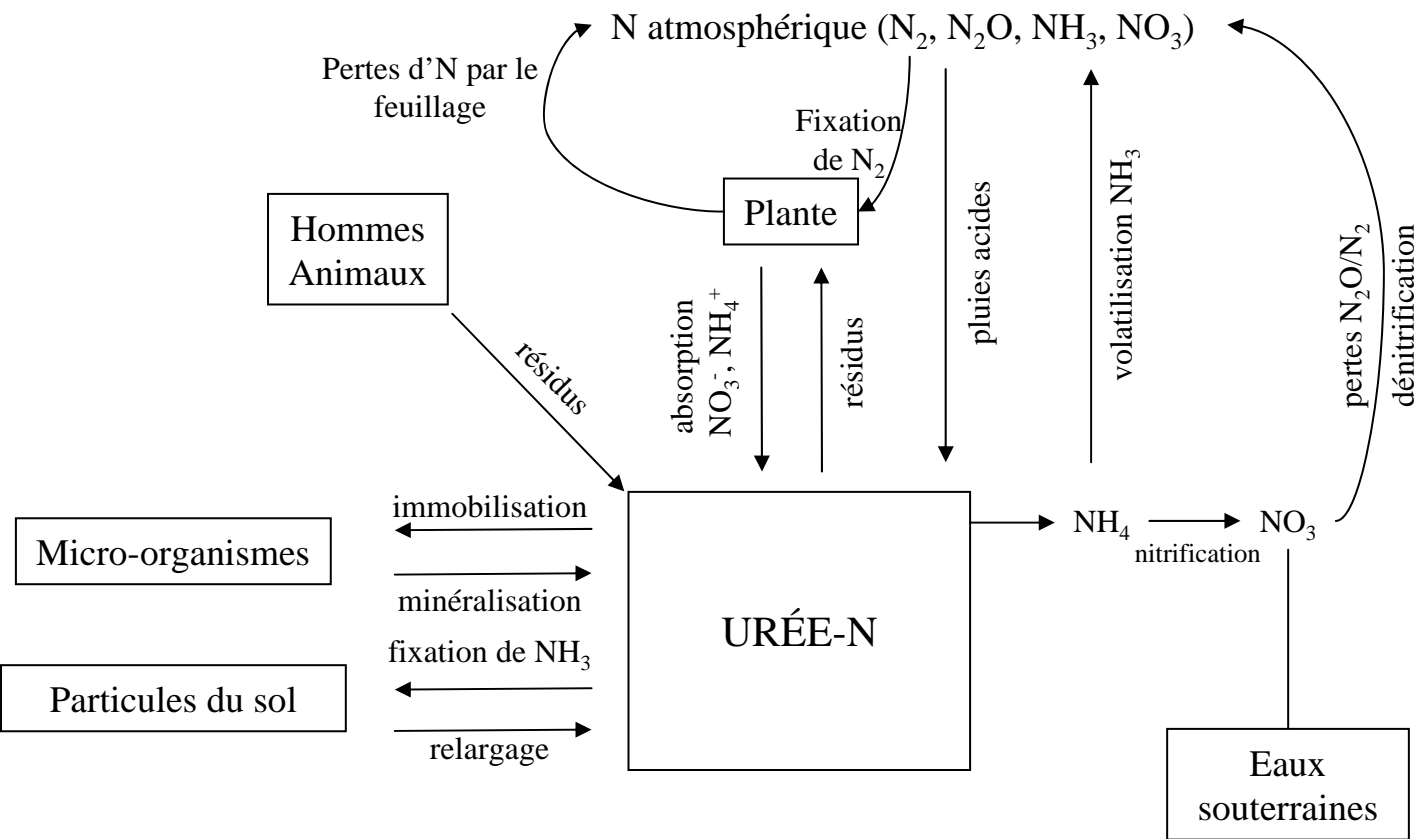 N atmosphérique (N₂, N₂O, NH₃, NO₃)
Pertes d’N par le
feuillage
Fixation
de N₂
Plante
Hommes
Animaux
résidus
absorption
NO₃⁻, NH₄⁺
résidus
pluies acides
volatilisation NH₃
pertes N₂O/N₂
dénitrification
immobilisation
Micro-organismes
minéralisation
NH₄
nitrification
NO₃
URÉE-N
fixation de NH₃
Particules du sol
relargage
Eaux
souterraines